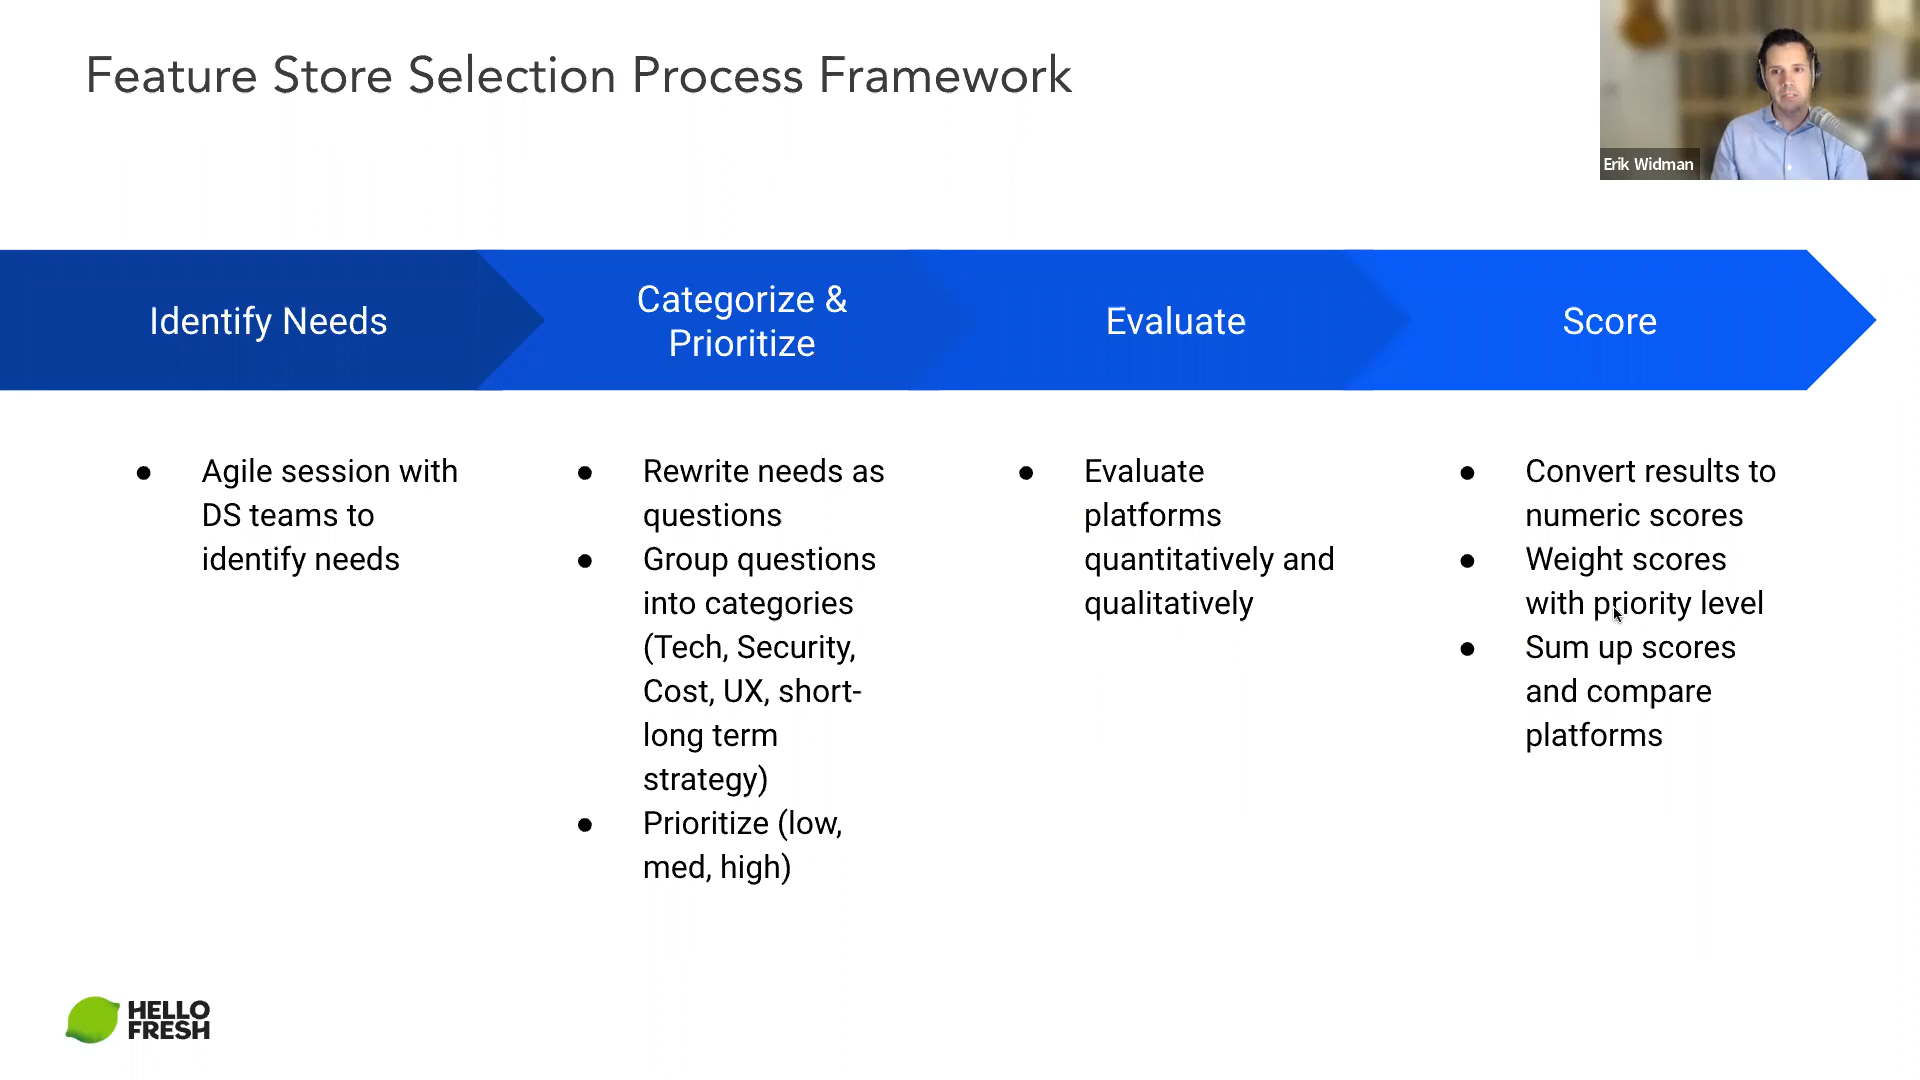 Feature Store Selection Process Framework
Erik Widman
Identify Needs
Categorize &
Prioritize
Evaluate
Score
● Agile session with
DS teams to
identify needs
● Rewrite needs as
questions
● Group questions
into categories
(Tech, Security,
Cost, UX, short-
long term
strategy)
● Prioritize (low,
med, high)
● Evaluate
platforms
quantitatively and
qualitatively
● Convert results to
numeric scores
● Weight scores
with priority level
● Sum up scores
and compare
platforms
HELLO
FRESH